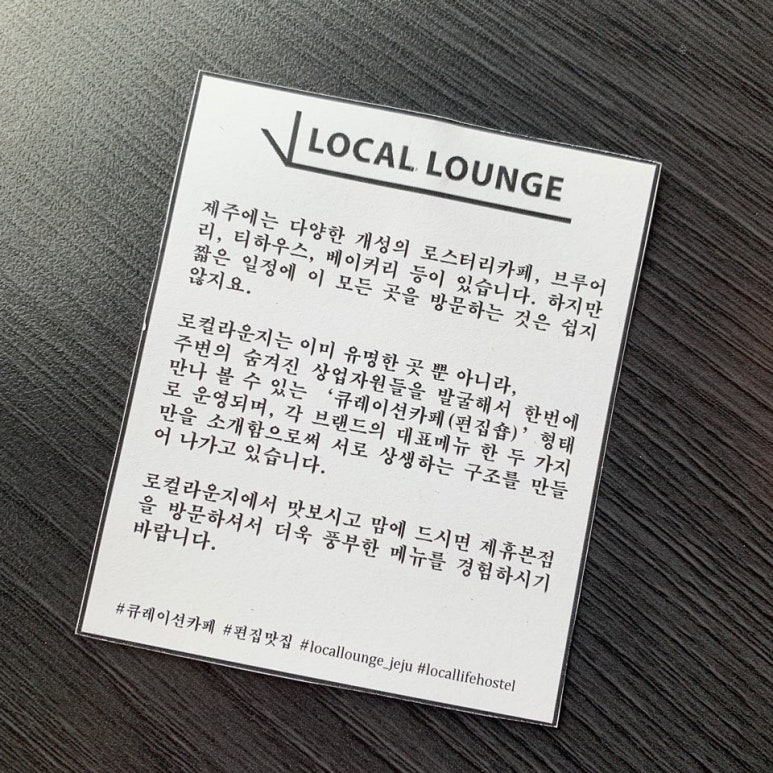 LOCAL LOUNGE
제주에는 다양한 개성의 로스터리카페, 브루어
리, 티하우스, 베이커리 등이 있습니다. 하지만
짧은 일정에 이 모든 곳을 방문하는 것은 쉽지
않지요.
로컬라운지는 이미 유명한 곳 뿐 아니라,
주변의 숨겨진 상업자원들을 발굴해서 한번에
만나 볼 수 있는 ‘큐레이션카페(편집숍)’ 형태
로 운영되며, 각 브랜드의 대표메뉴 한 두 가지
만을 소개함으로써 서로 상생하는 구조를 만들
어 나가고 있습니다.
로컬라운지에서 맛보시고 맘에 드시면 제휴본점
을 방문하셔서 더욱 풍부한 메뉴를 경험하시기
바랍니다.
#큐레이션카페 #편집맛집 #locallounge_jeju #locallifehostel